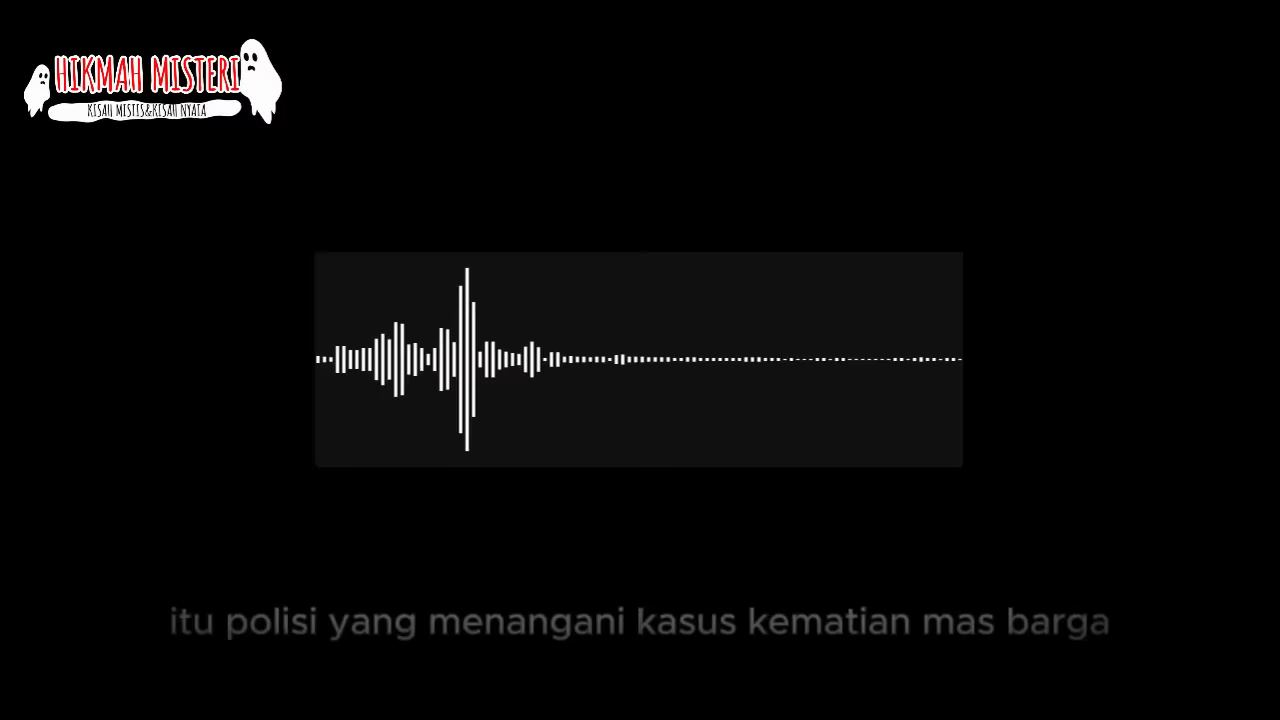 HIKMAH MISTERI
KISAH MISTIS&KISAH NYATA
itu polisi yang menangani kasus kematian mas barga